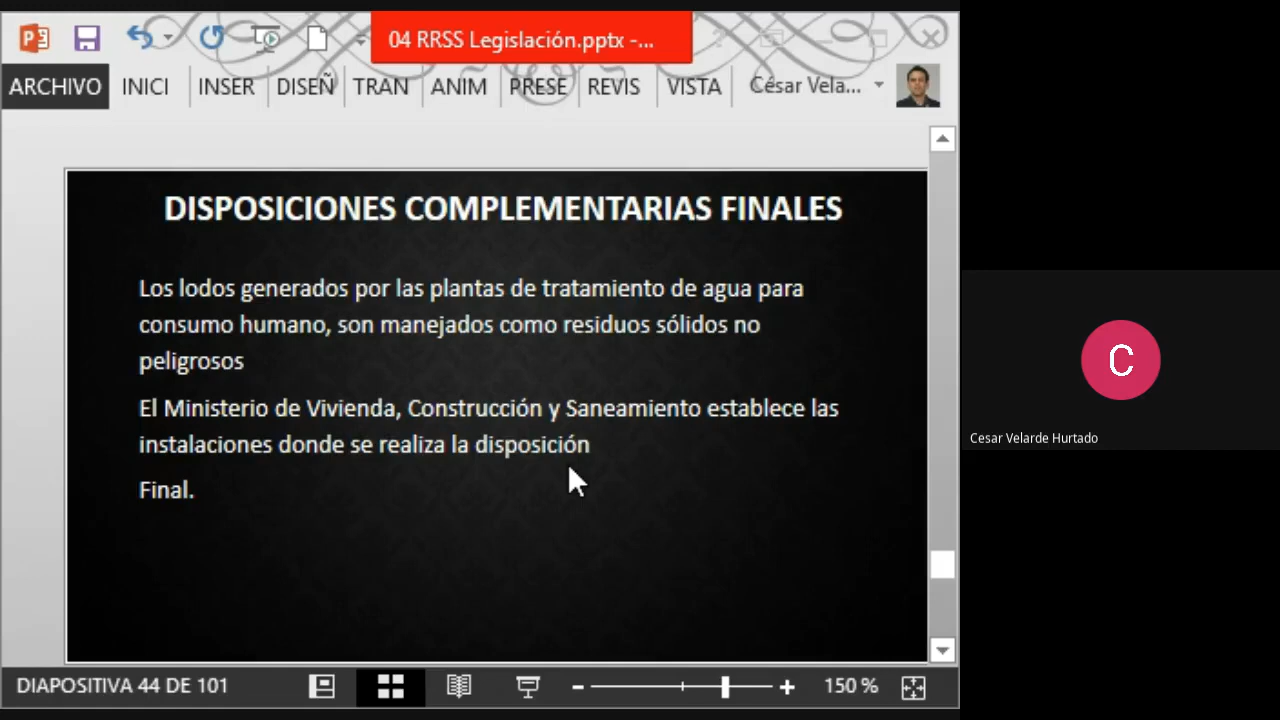 04 RRSS Legislación.pptx -...
ARCHIVO INICI INSER DISEÑ TRAN ANIM PRESE REVIS VISTA César Vela...
DISPOSICIONES COMPLEMENTARIAS FINALES
Los lodos generados por las plantas de tratamiento de agua para
consumo humano, son manejados como residuos sólidos no
peligrosos
El Ministerio de Vivienda, Construcción y Saneamiento establece las
instalaciones donde se realiza la disposición
Final.
C
Cesar Velarde Hurtado
DIAPOSITIVA 44 DE 101
150 %